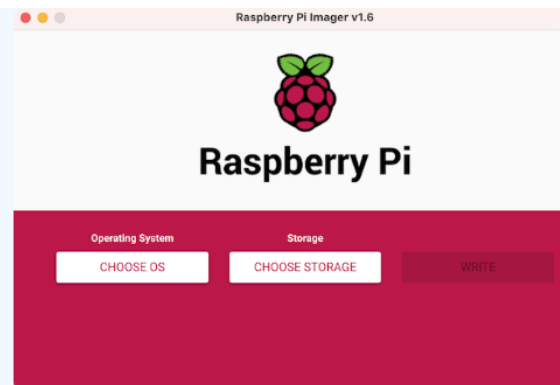 Raspberry Pi Imager v1.6
Raspberry Pi
Operating System
Storage
CHOOSE OS
CHOOSE STORAGE
WRITE